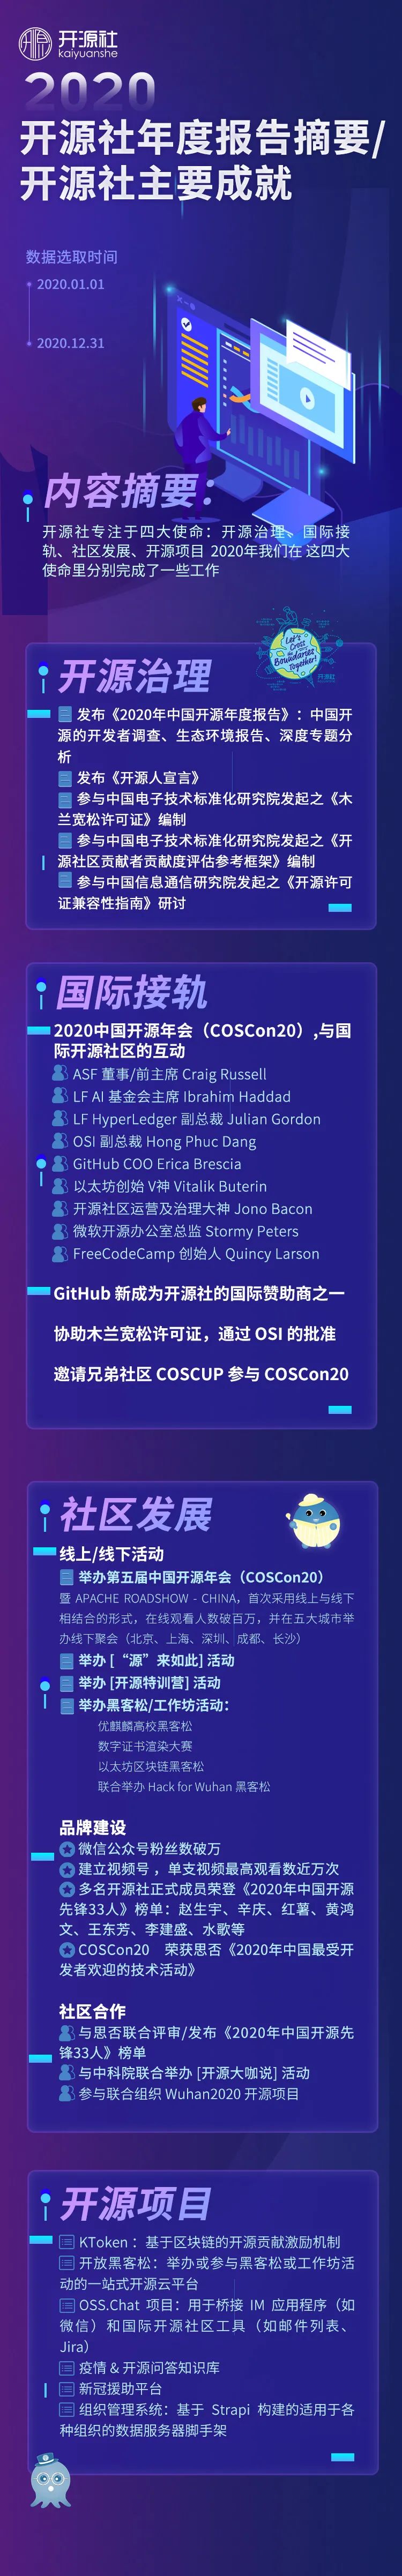 开源社
kaiyuanshe
2020
开源社年度报告摘要/
开源社主要成就
数据选取时间
2020.01.01
2020.12.31
内容摘要：
开源社专注于四大使命：开源治理、国际接
轨、社区发展、开源项目 2020年我们在 这四大
使命里分别完成了一些工作
Let's
Cross
the
Boundaries
Together!
开源社
开源治理
发布《2020年中国开源年度报告》：中国开
源的开发者调查、生态环境报告、深度专题分
析
发布《开源人宣言》
参与中国电子技术标准化研究院发起之《木
兰宽松许可证》编制
参与中国电子技术标准化研究院发起之《开
源社区贡献者贡献度评估参考框架》编制
参与中国信息通信研究院发起之《开源许可
证兼容性指南》研讨
国际接轨
2020中国开源年会（COSCon20）,与国
际开源社区的互动
ASF 董事/前主席 Craig Russell
LF AI 基金会主席 Ibrahim Haddad
LF HyperLedger 副总裁 Julian Gordon
OSI 副总裁 Hong Phuc Dang
GitHub COO Erica Brescia
以太坊创始 V神 Vitalik Buterin
开源社区运营及治理大神 Jono Bacon
微软开源办公室总监 Stormy Peters
FreeCodeCamp 创始人 Quincy Larson
GitHub 新成为开源社的国际赞助商之一
协助木兰宽松许可证，通过 OSI 的批准
邀请兄弟社区 COSCUP 参与 COSCon20
社区发展
线上/线下活动
举办第五届中国开源年会（COSCon20）
暨 APACHE ROADSHOW - CHINA，首次采用线上与线下
相结合的形式，在线观看人数破百万，并在五大城市举
办线下聚会（北京、上海、深圳、成都、长沙）
举办 [ “源”来如此] 活动
举办 [开源特训营] 活动
举办黑客松/工作坊活动：
优麒麟高校黑客松
数字证书渲染大赛
以太坊区块链黑客松
联合举办 Hack for Wuhan 黑客松
品牌建设
微信公众号粉丝数破万
建立视频号 ，单支视频最高观看数近万次
多名开源社正式成员荣登《2020年中国开源
先锋33人》榜单：赵生宇、辛庆、红薯、黄鸿
文、王东芳、李建盛、水歌等
COSCon20 荣获思否《2020年中国最受开
发者欢迎的技术活动》
社区合作
与思否联合评审/发布《2020年中国开源先
锋33人》榜单
与中科院联合举办 [开源大咖说] 活动
参与联合组织 Wuhan2020 开源项目
开源项目
KToken ：基于区块链的开源贡献激励机制
开放黑客松：举办或参与黑客松或工作坊活
动的一站式开源云平台
OSS.Chat 项目：用于桥接 IM 应用程序（如
微信）和国际开源社区工具（如邮件列表、
Jira）
疫情 & 开源问答知识库
新冠援助平台
组织管理系统：基于 Strapi 构建的适用于各
种组织的数据服务器脚手架